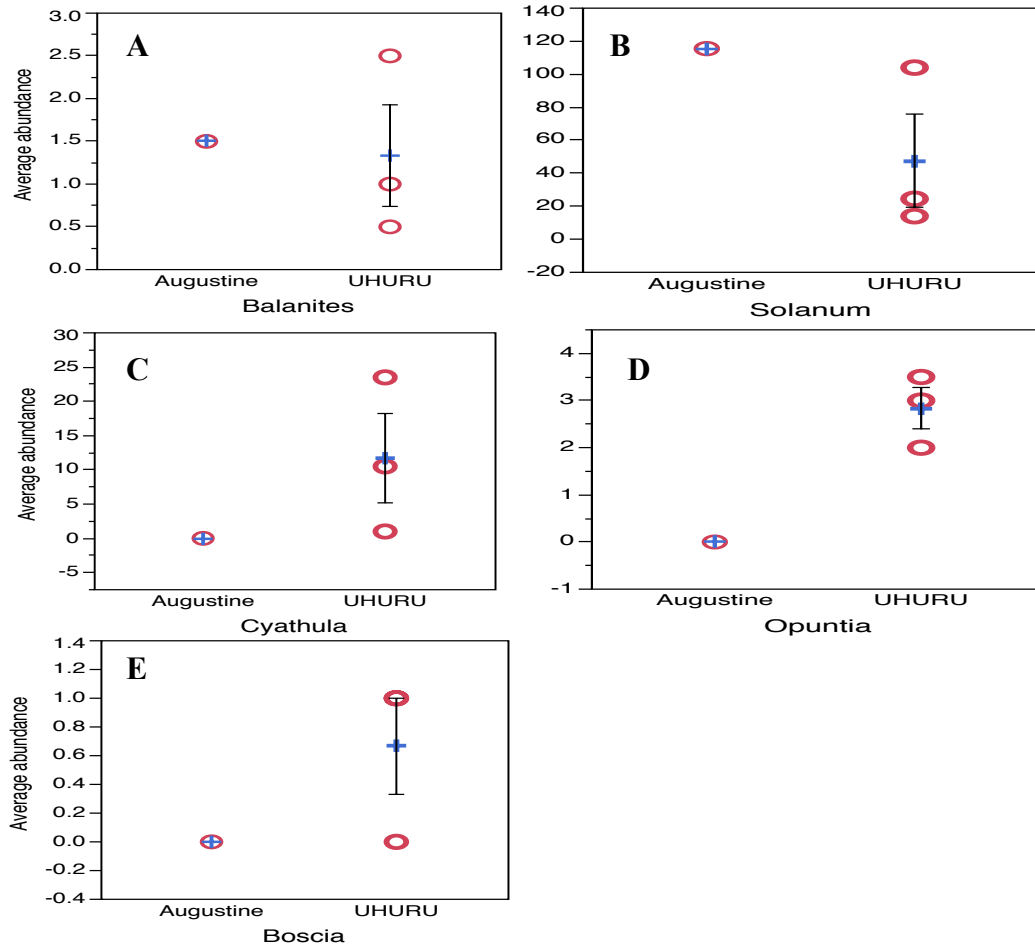 A
Average abundance
3.0
2.5
2.0
1.5
1.0
0.5
0.0
Augustine UHURU
Balanites
B
140
120
100
80
60
40
20
0
-20
Augustine UHURU
Solanum
C
Average abundance
30
25
20
15
10
5
0
-5
Augustine UHURU
Cyathula
D
4
3
2
1
0
-1
Augustine UHURU
Opuntia
E
Average abundance
1.4
1.2
1.0
0.8
0.6
0.4
0.2
0.0
-0.2
-0.4
Augustine UHURU
Boscia